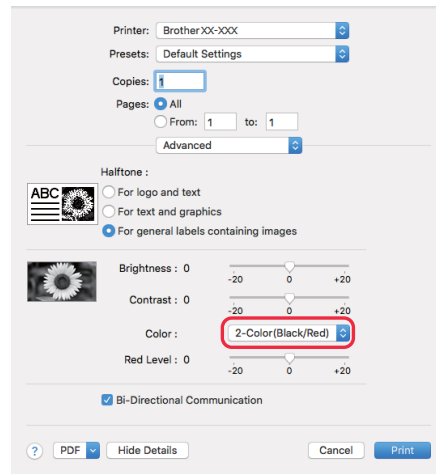 Printer: Brother XX-XXX
Presets: Default Settings
Copies: 1
Pages: All
From: 1 to: 1
Advanced
Halftone :
ABC
For logo and text
For text and graphics
For general labels containing images
Brightness : 0
-20 0 +20
Contrast : 0
-20 0 +20
Color : 2-Color(Black/Red)
Red Level : 0
-20 0 +20
Bi-Directional Communication
? PDF Hide Details Cancel Print